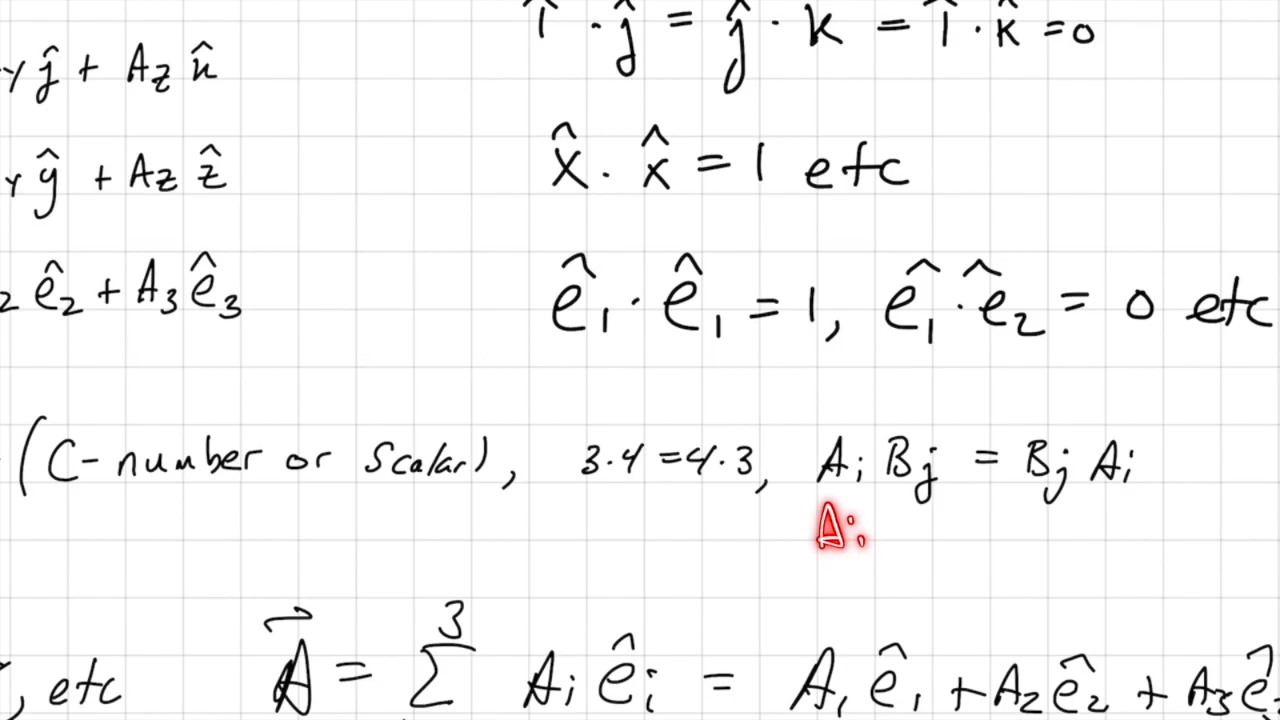 î · ĵ = ĵ · k = î · k̂ = 0
y ĵ + Az k̂
x̂ · x̂ = 1 etc
y ŷ + Az ẑ
2 ê2 + A3 ê3
ê1 · ê1 = 1, ê1 · ê2 = 0 etc
(C-number or Scalar), 3·4 = 4·3, Ai Bj = Bj Ai
Ai
, etc
A⃗ = 3 Σ Ai êi = A1 ê1 + A2 ê2 + A3 ê3